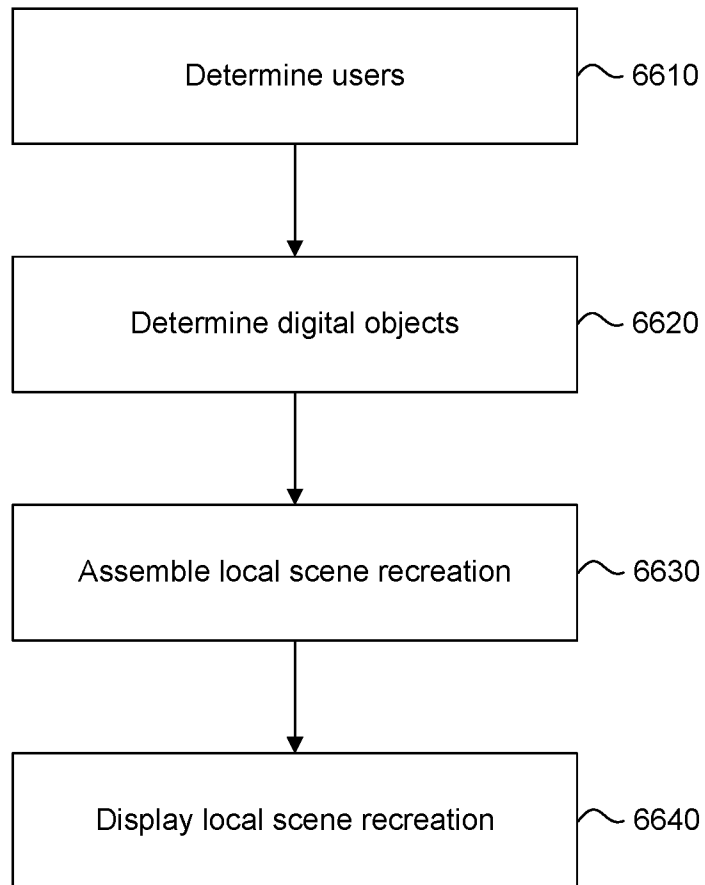 Determine users 6610
Determine digital objects 6620
Assemble local scene recreation 6630
Display local scene recreation 6640